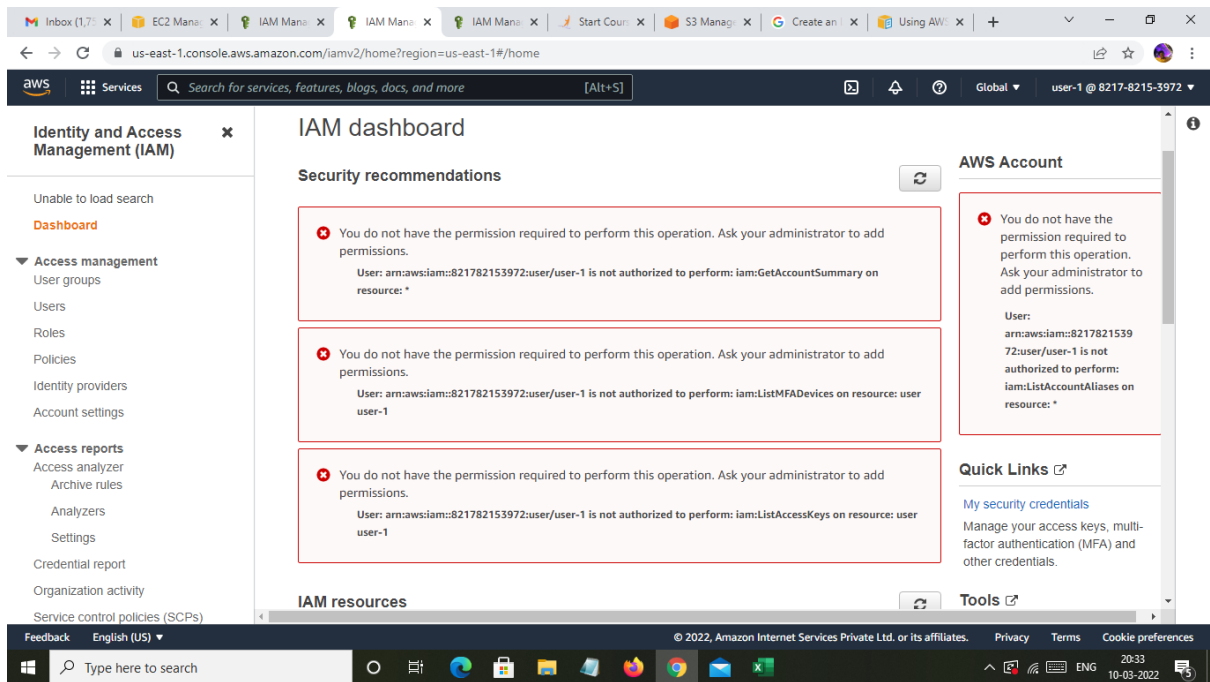 Inbox (1,75
EC2 Manag
IAM Mana
IAM Mana
IAM Mana
Start Cours
S3 Manage
Create an I
Using AWS
us-east-1.console.aws.amazon.com/iamv2/home?region=us-east-1#/home
aws
Services
Search for services, features, blogs, docs, and more
[Alt+S]
Global
user-1 @ 8217-8215-3972
Identity and Access
Management (IAM)
Unable to load search
Dashboard
Access management
User groups
Users
Roles
Policies
Identity providers
Account settings
Access reports
Access analyzer
Archive rules
Analyzers
Settings
Credential report
Organization activity
Service control policies (SCPs)
IAM dashboard
Security recommendations
You do not have the permission required to perform this operation. Ask your administrator to add
permissions.
User: arn:aws:iam::821782153972:user/user-1 is not authorized to perform: iam:GetAccountSummary on
resource: *
You do not have the permission required to perform this operation. Ask your administrator to add
permissions.
User: arn:aws:iam::821782153972:user/user-1 is not authorized to perform: iam:ListMFADevices on resource: user
user-1
You do not have the permission required to perform this operation. Ask your administrator to add
permissions.
User: arn:aws:iam::821782153972:user/user-1 is not authorized to perform: iam:ListAccessKeys on resource: user
user-1
IAM resources
AWS Account
You do not have the
permission required to
perform this operation.
Ask your administrator to
add permissions.
User:
arn:aws:iam::8217821539
72:user/user-1 is not
authorized to perform:
iam:ListAccountAliases on
resource: *
Quick Links
My security credentials
Manage your access keys, multi-
factor authentication (MFA) and
other credentials.
Tools
Feedback
English (US)
© 2022, Amazon Internet Services Private Ltd. or its affiliates.
Privacy
Terms
Cookie preferences
Type here to search
ENG
20:33
10-03-2022
5